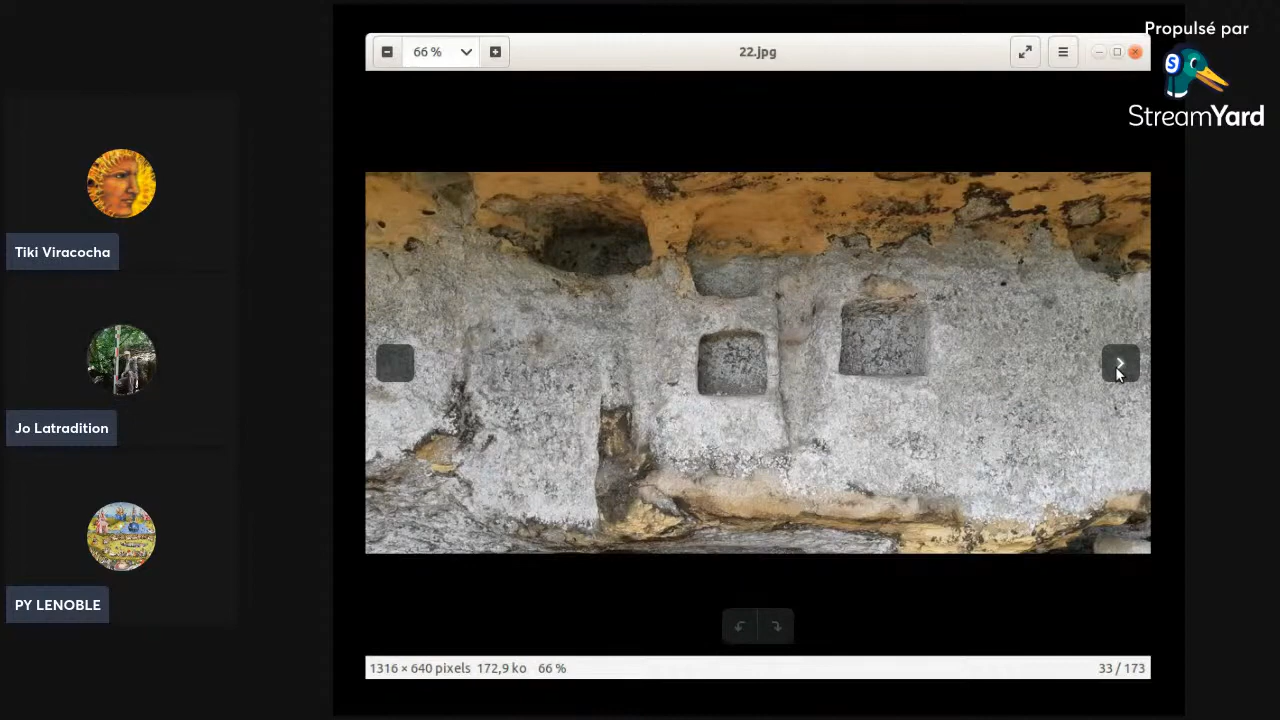 66 %
22.jpg
Propulsé par
S
StreamYard
Tiki Viracocha
Jo Latradition
PY LENOBLE
1316 × 640 pixels 172,9 ko 66 %
33 / 173